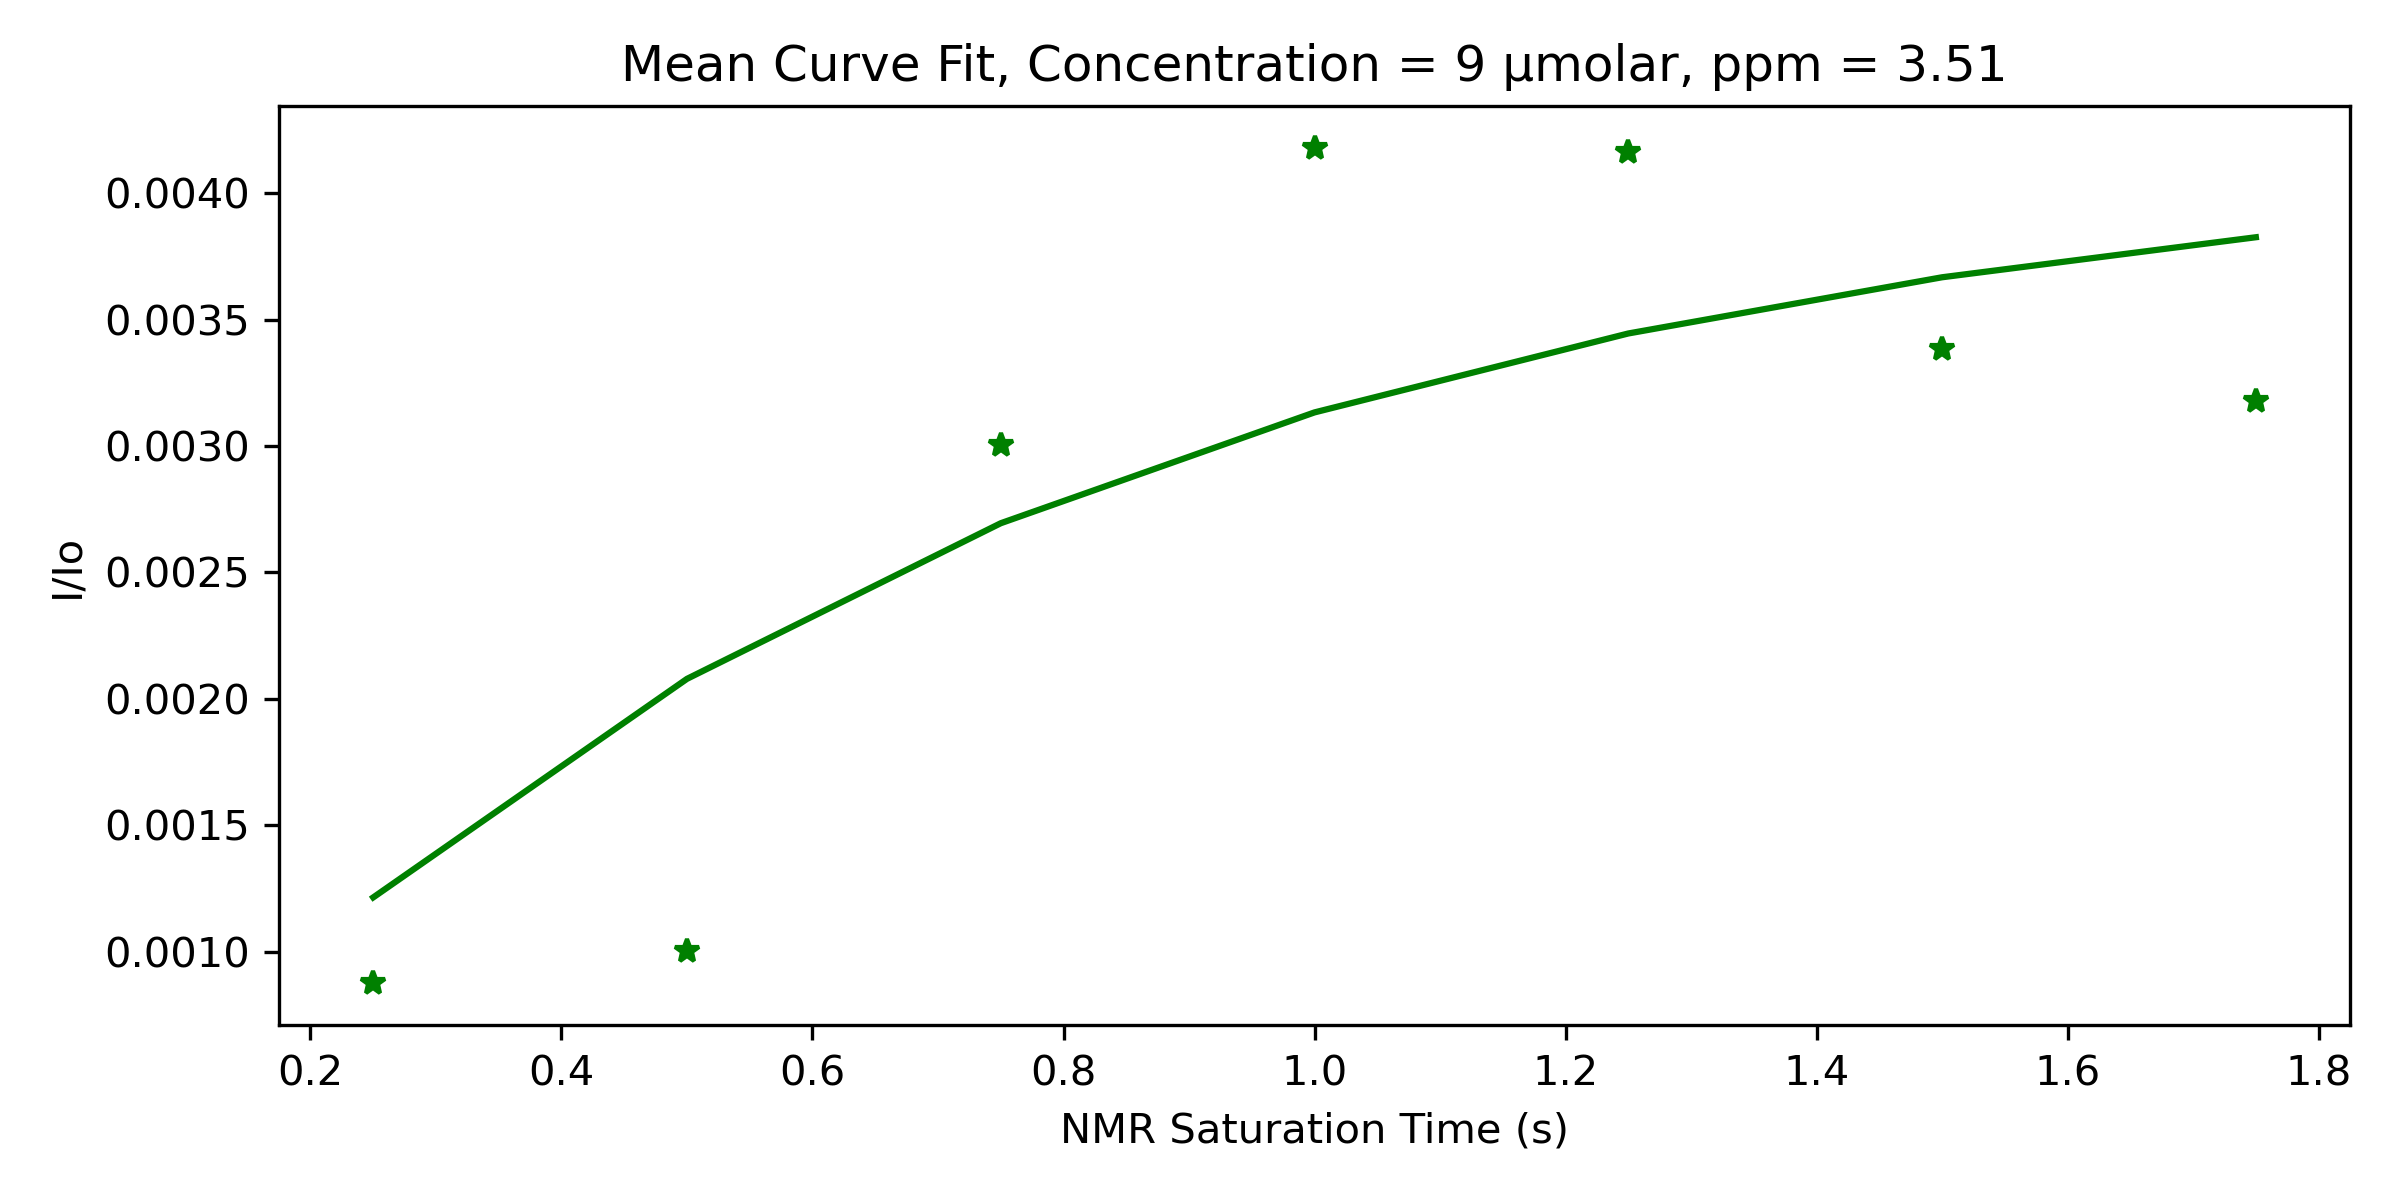 Mean Curve Fit, Concentration = 9 μmolar, ppm = 3.51
0.0040
0.0035
0.0030
0.0025
0.0020
0.0015
0.0010
I/Io
0.2 0.4 0.6 0.8 1.0 1.2 1.4 1.6 1.8
NMR Saturation Time (s)